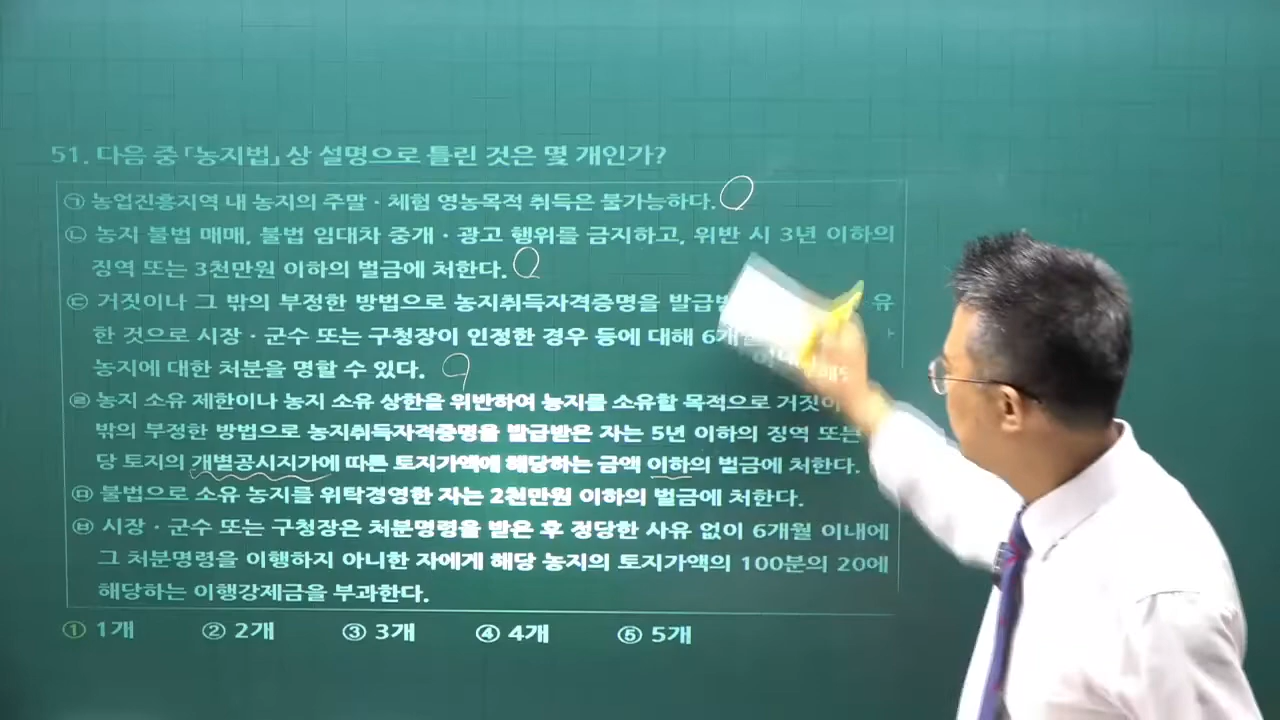 51. 다음 중 「농지법」 상 설명으로 틀린 것은 몇 개인가?
㉠ 농업진흥지역 내 농지의 주말·체험 영농목적 취득은 불가능하다.
㉡ 농지 불법 매매, 불법 임대차 중개·광고 행위를 금지하고, 위반 시 3년 이하의
징역 또는 3천만원 이하의 벌금에 처한다.
㉢ 거짓이나 그 밖의 부정한 방법으로 농지취득자격증명을 유
한 것으로 시장·군수 또는 구청장이 인정한 경우 등에 대해
농지에 대한 처분을 명할 수 있다.
㉣ 농지 소유 제한이나 농지 소유 상한을 위반하여 농지를 소유할 목적으로
밖의 부정한 방법으로 농지취득자격증명을 발급받은 자는 5년 이하의 징역 또는
당 토지의 개별공시지가에 따른 토지가액에 해당하는 금액 이하의 벌금에 처한다.
㉤ 불법으로 소유 농지를 위탁경영한 자는 2천만원 이하의 벌금에 처한다.
㉥ 시장·군수 또는 구청장은 처분명령을 받은 후 정당한 사유 없이 6개월 이내에
그 처분명령을 이행하지 아니한 자에게 해당 농지의 토지가액의 100분의 20에
해당하는 이행강제금을 부과한다.
① 1개 ② 2개 ③ 3개 ④ 4개 ⑤ 5개